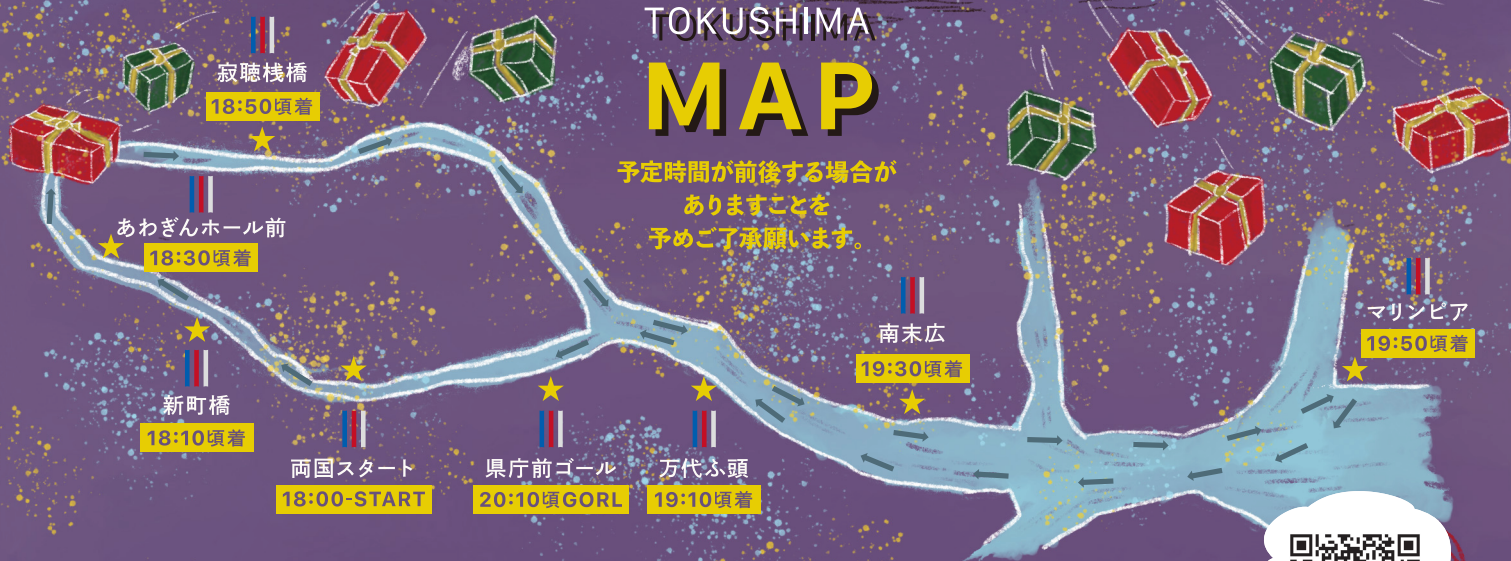 TOKUSHIMA
MAP
予定時間が前後する場合が
ありますことを
予めご了承願います。
寂聴桟橋
18:50頃着
あわぎんホール前
18:30頃着
新町橋
18:10頃着
両国スタート
18:00-START
県庁前ゴール
20:10頃GORL
万代ふ頭
19:10頃着
南末広
19:30頃着
マリンピア
19:50頃着